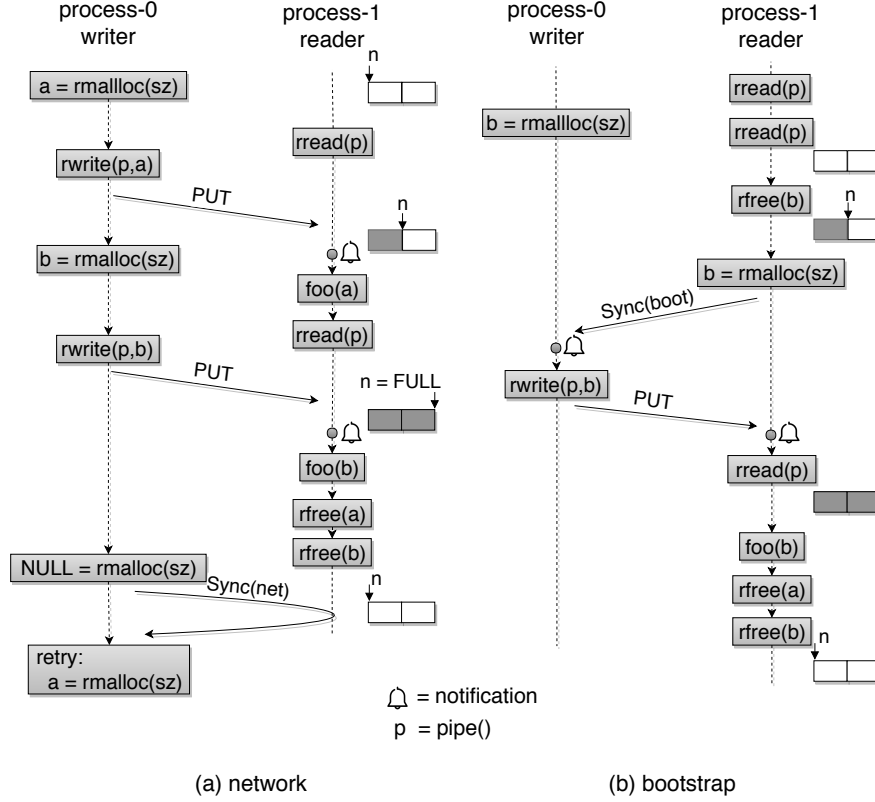 process-0
writer
process-1
reader
n
a = rmallloc(sz)
rread(p)
rwrite(p,a)
PUT
n
b = rmalloc(sz)
foo(a)
rread(p)
rwrite(p,b)
PUT
n = FULL
foo(b)
rfree(a)
rfree(b)
NULL = rmalloc(sz)
Sync(net)
n
retry:
a = rmalloc(sz)
process-0
writer
process-1
reader
rread(p)
b = rmallloc(sz)
rread(p)
rfree(b)
n
b = rmalloc(sz)
Sync(boot)
rwrite(p,b)
PUT
rread(p)
foo(b)
rfree(a)
rfree(b)
n
= notification
p = pipe()
(a) network
(b) bootstrap